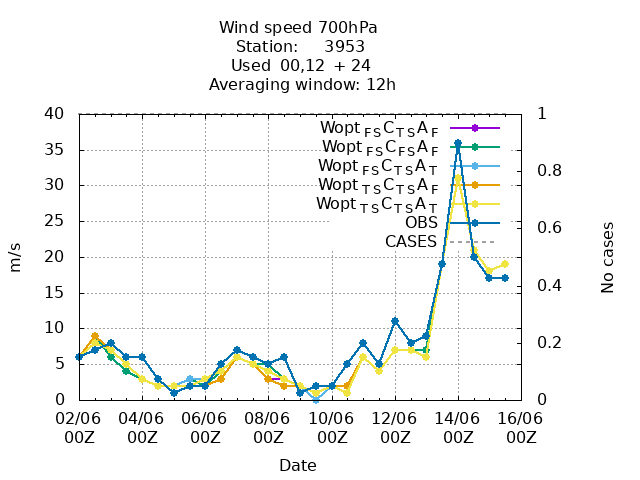 Wind speed 700hPa
Station: 3953
Used 00,12 + 24
Averaging window: 12h
40 1
Wopt FS C TS A F
35 Wopt FS C FS A F
0.8
Wopt FS C TS A T
30 Wopt TS C TS A F
Wopt TS C TS A T
25 OBS 0.6
CASES
20
15 0.4
10
0.2
5
0 0
m/s
No cases
02/06 04/06 06/06 08/06 10/06 12/06 14/06 16/06
00Z 00Z 00Z 00Z 00Z 00Z 00Z 00Z
Date